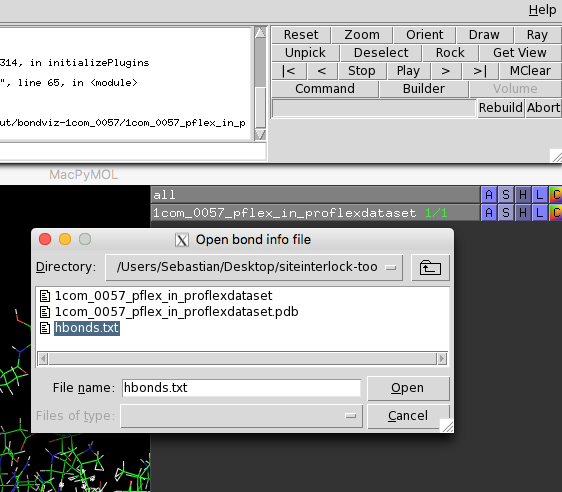 Help
314, in initializePlugins
", line 65, in <module>
ut/bondviz-1com_0057/1com_0057_pflex_in_p
Reset Zoom Orient Draw Ray
Unpick Deselect Rock Get View
|< < Stop Play > >| MClear
Command Builder Volume
Rebuild Abort
MacPyMOL
all A S H L C
1com_0057_pflex_in_proflexdataset 1/1 A S H L C
Open bond info file
Directory: /Users/Sebastian/Desktop/siteinterlock-too
1com_0057_pflex_in_proflexdataset
1com_0057_pflex_in_proflexdataset.pdb
hbonds.txt
File name: hbonds.txt Open
Files of type: Cancel